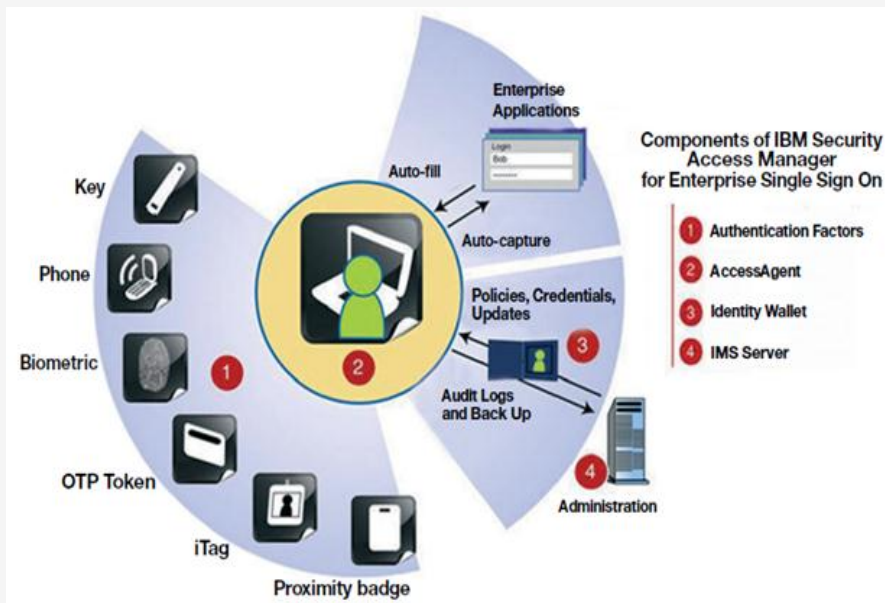 Enterprise
Applications
Login
Bob
Auto-fill
Auto-capture
Key
Phone
Biometric
OTP Token
iTag
Proximity badge
1
2
Policies, Credentials,
Updates
3
Audit Logs
and Back Up
4
Administration
Components of IBM Security
Access Manager
for Enterprise Single Sign On
1 Authentication Factors
2 AccessAgent
3 Identity Wallet
4 IMS Server